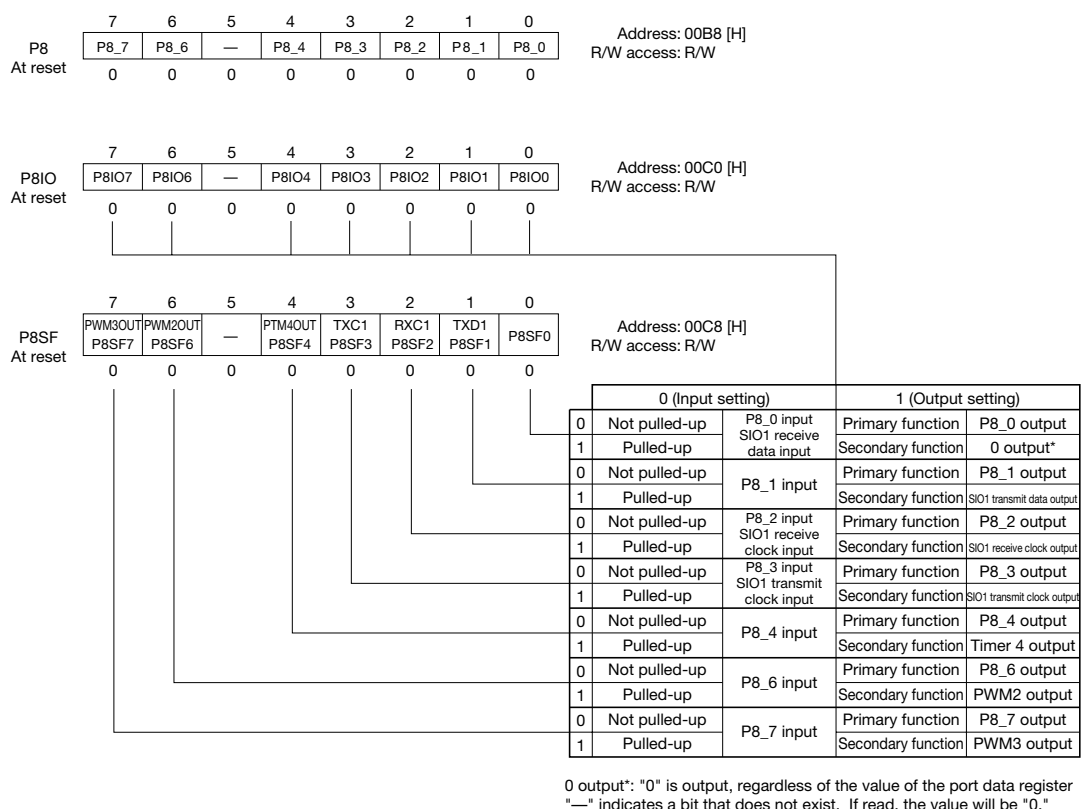 7 6 5 4 3 2 1 0
P8 P8_7 P8_6 — P8_4 P8_3 P8_2 P8_1 P8_0 Address: 00B8 [H]
At reset 0 0 0 0 0 0 0 0 R/W access: R/W
7 6 5 4 3 2 1 0
P8IO P8IO7 P8IO6 — P8IO4 P8IO3 P8IO2 P8IO1 P8IO0 Address: 00C0 [H]
At reset 0 0 0 0 0 0 0 0 R/W access: R/W
7 6 5 4 3 2 1 0
PWM3OUT PWM2OUT PTM4OUT TXC1 RXC1 TXD1
P8SF P8SF7 P8SF6 — P8SF4 P8SF3 P8SF2 P8SF1 P8SF0 Address: 00C8 [H]
At reset 0 0 0 0 0 0 0 0 R/W access: R/W
0 (Input setting) 1 (Output setting)
0 Not pulled-up P8_0 input Primary function P8_0 output
SIO1 receive
1 Pulled-up data input Secondary function 0 output*
0 Not pulled-up Primary function P8_1 output
P8_1 input
1 Pulled-up Secondary function SIO1 transmit data output
0 Not pulled-up P8_2 input Primary function P8_2 output
SIO1 receive
1 Pulled-up clock input Secondary function SIO1 receive clock output
0 Not pulled-up P8_3 input Primary function P8_3 output
SIO1 transmit
1 Pulled-up clock input Secondary function SIO1 transmit clock output
0 Not pulled-up Primary function P8_4 output
P8_4 input
1 Pulled-up Secondary function Timer 4 output
0 Not pulled-up Primary function P8_6 output
P8_6 input
1 Pulled-up Secondary function PWM2 output
0 Not pulled-up Primary function P8_7 output
P8_7 input
1 Pulled-up Secondary function PWM3 output
0 output*: "0" is output, regardless of the value of the port data register
"—" indicates a bit that does not exist. If read, the value will be "0."